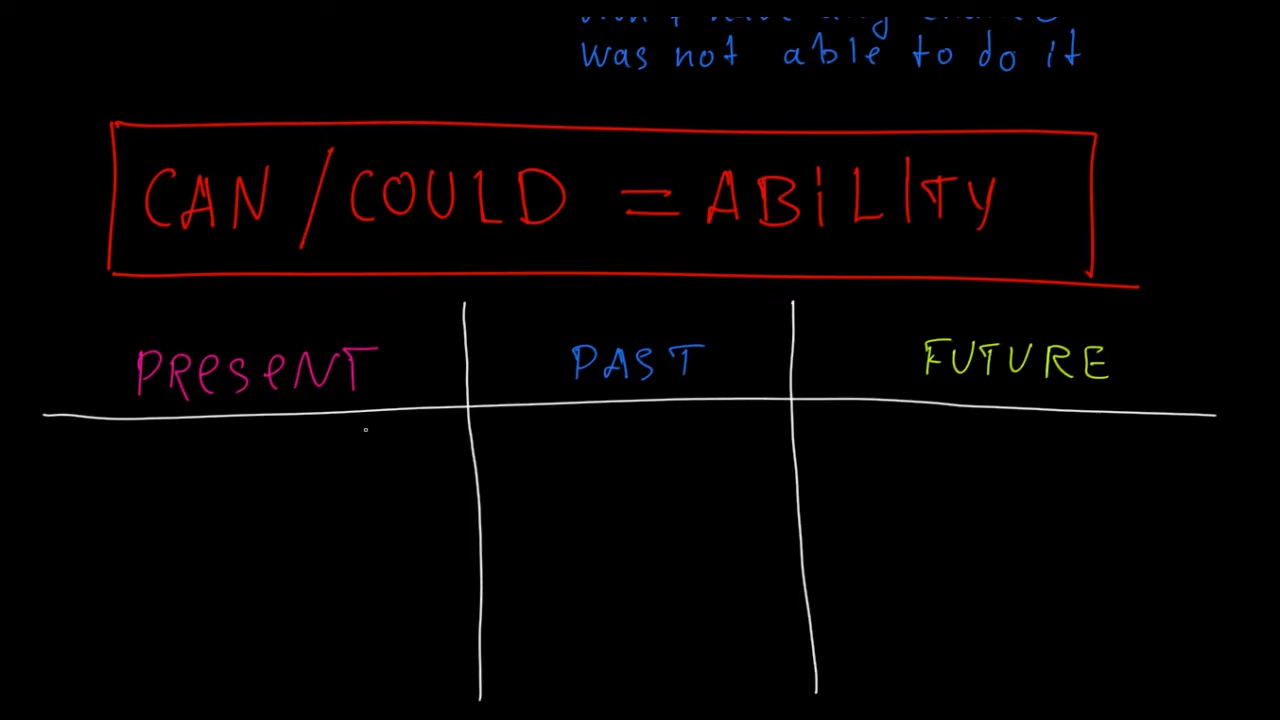 was not able to do it
CAN/COULD = ABILITY
PRESENT PAST FUTURE